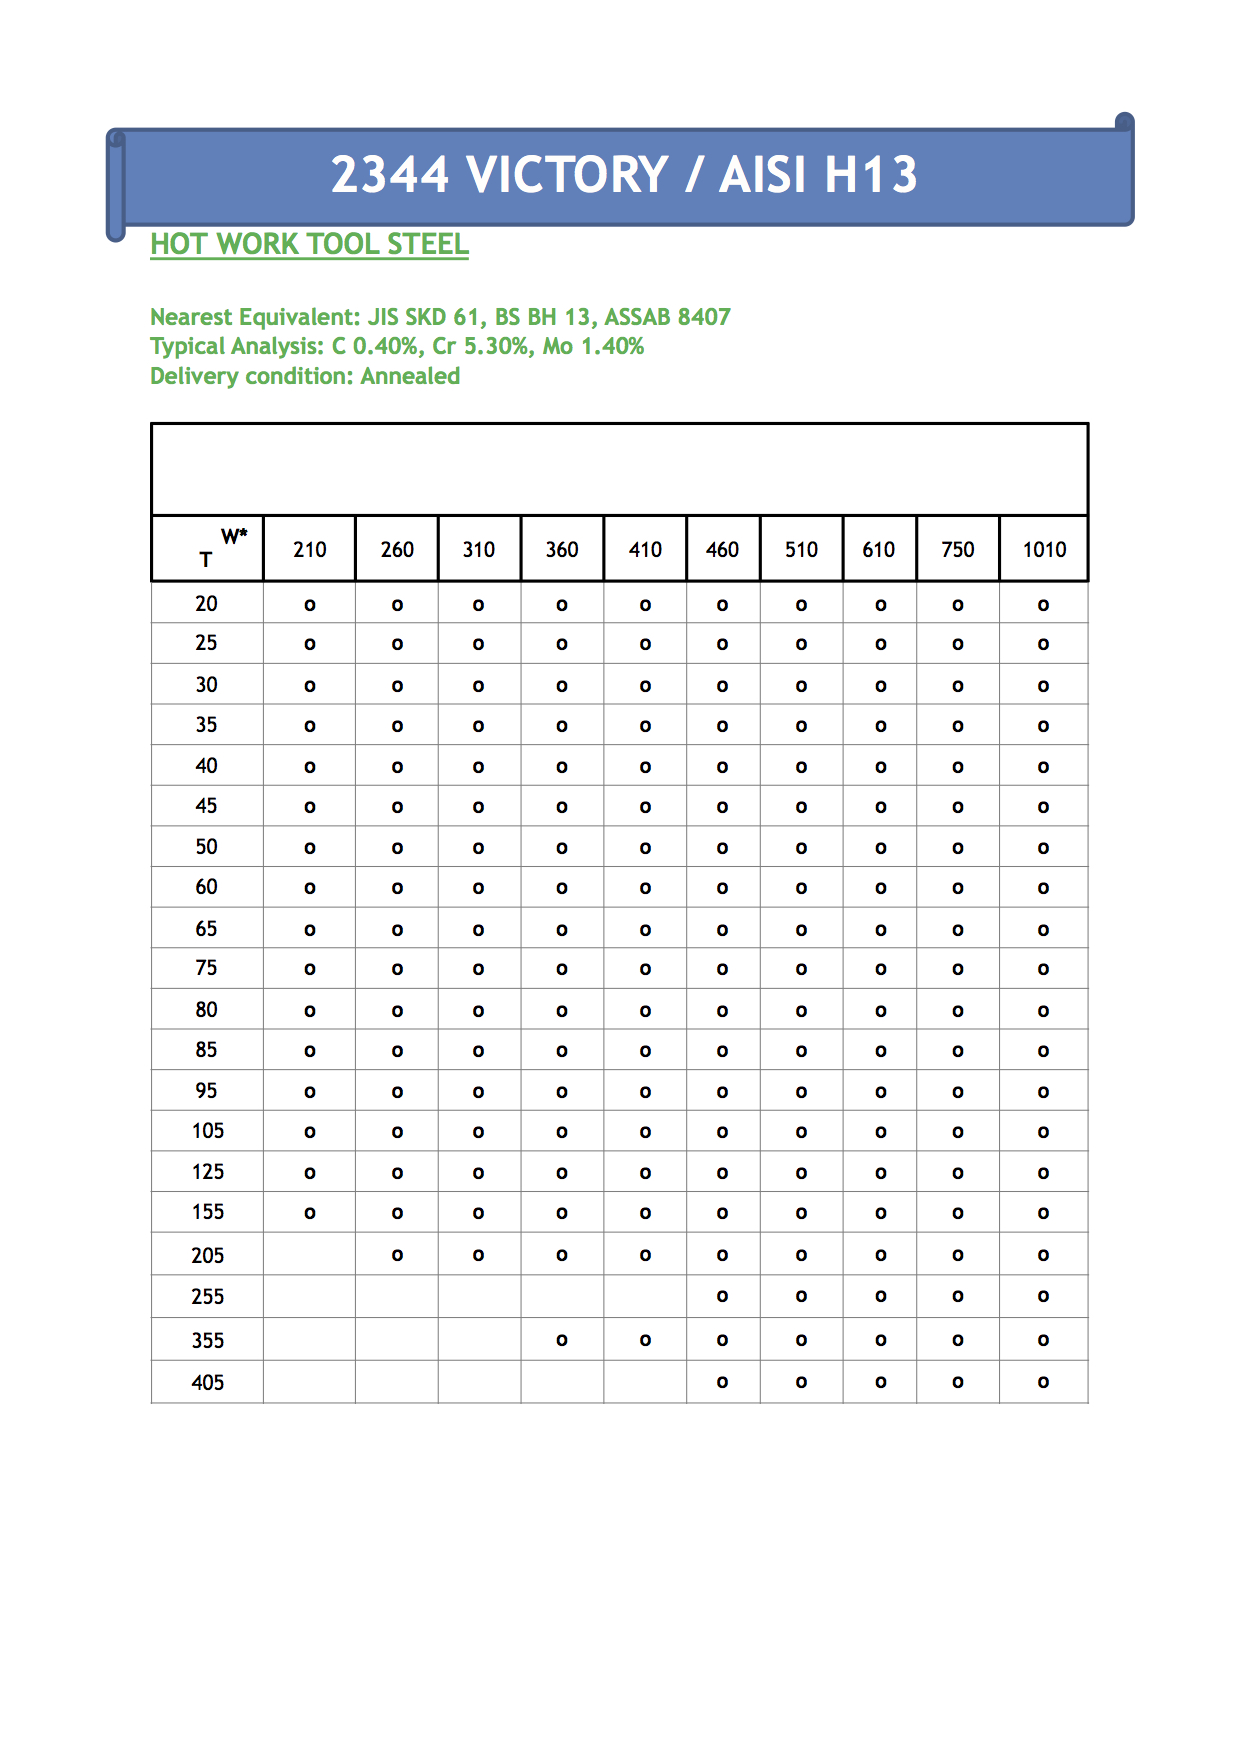 2344 VICTORY / AISI H13
HOT WORK TOOL STEEL
Nearest Equivalent: JIS SKD 61, BS BH 13, ASSAB 8407
Typical Analysis: C 0.40%, Cr 5.30%, Mo 1.40%
Delivery condition: Annealed
W*
T 210 260 310 360 410 460 510 610 750 1010
20 o o o o o o o o o o
25 o o o o o o o o o o
30 o o o o o o o o o o
35 o o o o o o o o o o
40 o o o o o o o o o o
45 o o o o o o o o o o
50 o o o o o o o o o o
60 o o o o o o o o o o
65 o o o o o o o o o o
75 o o o o o o o o o o
80 o o o o o o o o o o
85 o o o o o o o o o o
95 o o o o o o o o o o
105 o o o o o o o o o o
125 o o o o o o o o o o
155 o o o o o o o o o o
205 o o o o o o o o o
255 o o o o o
355 o o o o o o o
405 o o o o o